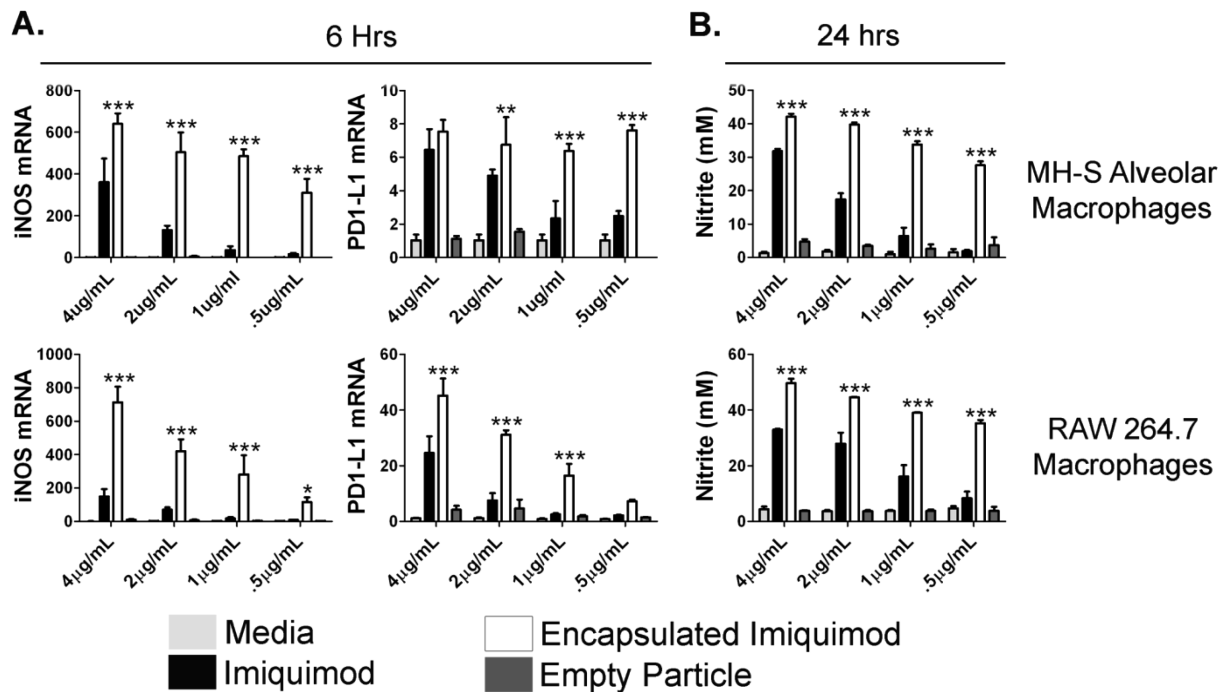 A.
6 Hrs
B.
24 hrs
iNOS mRNA
800
600
400
200
0
***
***
***
***
4ug/mL
2ug/mL
1ug/ml
.5ug/mL
PD1-L1 mRNA
10
8
6
4
2
0
**
***
***
4ug/mL
2ug/mL
1ug/ml
.5ug/mL
Nitrite (mM)
50
40
30
20
10
0
***
***
***
***
4µg/mL
2µg/mL
1µg/mL
.5µg/mL
MH-S Alveolar
Macrophages
iNOS mRNA
1000
800
600
400
200
0
***
***
***
*
4µg/mL
2µg/mL
1µg/mL
.5µg/mL
PD1-L1 mRNA
60
40
20
0
***
***
***
4µg/mL
2µg/mL
1µg/mL
.5µg/mL
Nitrite (mM)
60
40
20
0
***
***
***
***
4µg/mL
2µg/mL
1µg/mL
.5µg/mL
RAW 264.7
Macrophages
Media
Encapsulated Imiquimod
Imiquimod
Empty Particle